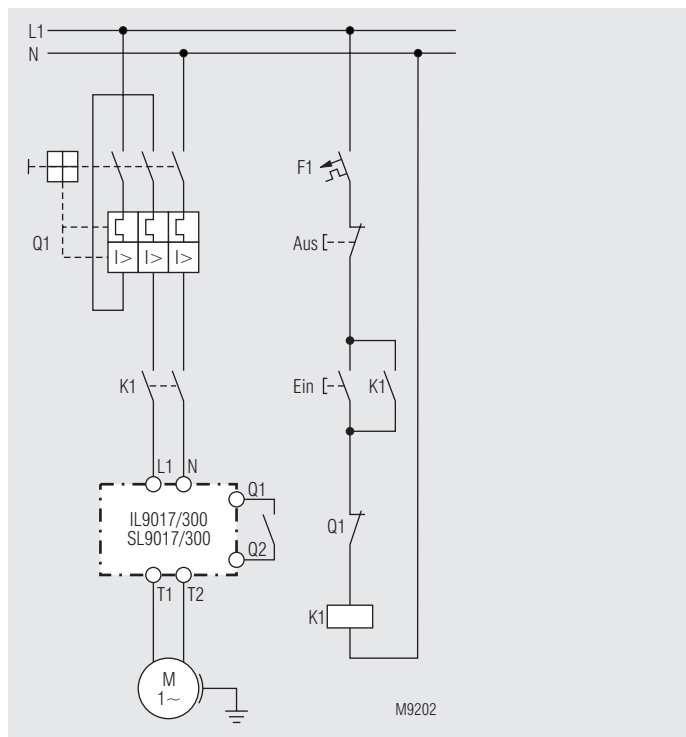 L1
N
F1
Q1
I> I> I>
Aus
K1
Ein
K1
L1 N
Q1
IL9017/300
SL9017/300
Q2
Q1
T1 T2
K1
M
1~
M9202